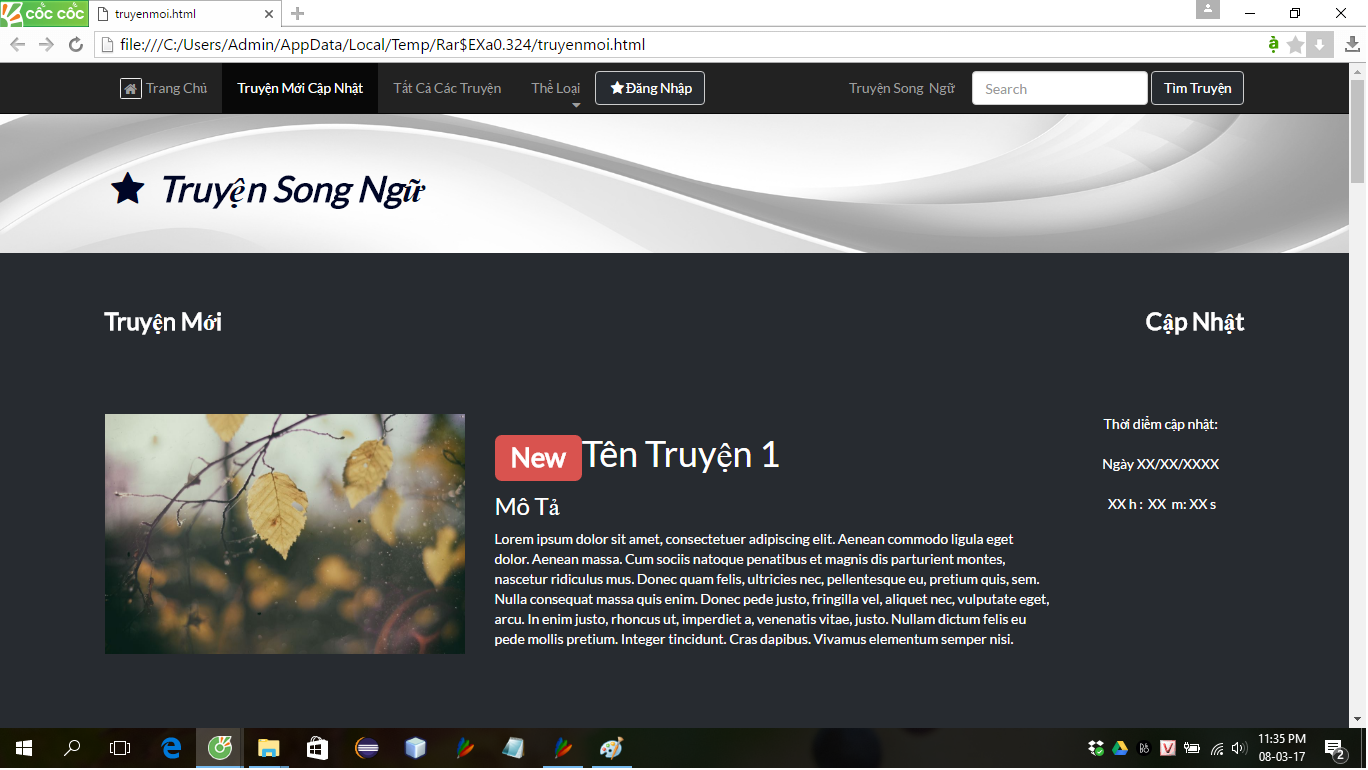 cốc cốc
truyenmoi.html
file:///C:/Users/Admin/AppData/Local/Temp/Rar$EXa0.324/truyenmoi.html
Trang Chủ Truyện Mới Cập Nhật Tất Cả Các Truyện Thể Loại Đăng Nhập Truyện Song Ngữ Search Tìm Truyện
Truyện Song Ngữ
Truyện Mới
Cập Nhật
New Tên Truyện 1
Mô Tả
Lorem ipsum dolor sit amet, consectetuer adipiscing elit. Aenean commodo ligula eget
dolor. Aenean massa. Cum sociis natoque penatibus et magnis dis parturient montes,
nascetur ridiculus mus. Donec quam felis, ultricies nec, pellentesque eu, pretium quis, sem.
Nulla consequat massa quis enim. Donec pede justo, fringilla vel, aliquet nec, vulputate eget,
arcu. In enim justo, rhoncus ut, imperdiet a, venenatis vitae, justo. Nullam dictum felis eu
pede mollis pretium. Integer tincidunt. Cras dapibus. Vivamus elementum semper nisi.
Thời diểm cập nhật:
Ngày XX/XX/XXXX
XX h : XX m: XX s
11:35 PM
08-03-17
2